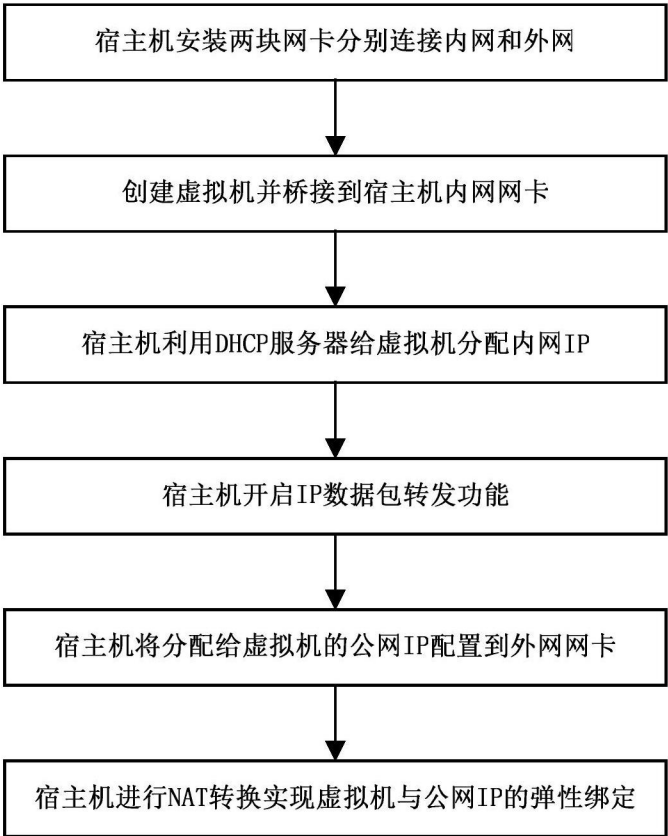 宿主机安装两块网卡分别连接内网和外网
创建虚拟机并桥接到宿主机内网网卡
宿主机利用DHCP服务器给虚拟机分配内网IP
宿主机开启IP数据包转发功能
宿主机将分配给虚拟机的公网IP配置到外网网卡
宿主机进行NAT转换实现虚拟机与公网IP的弹性绑定